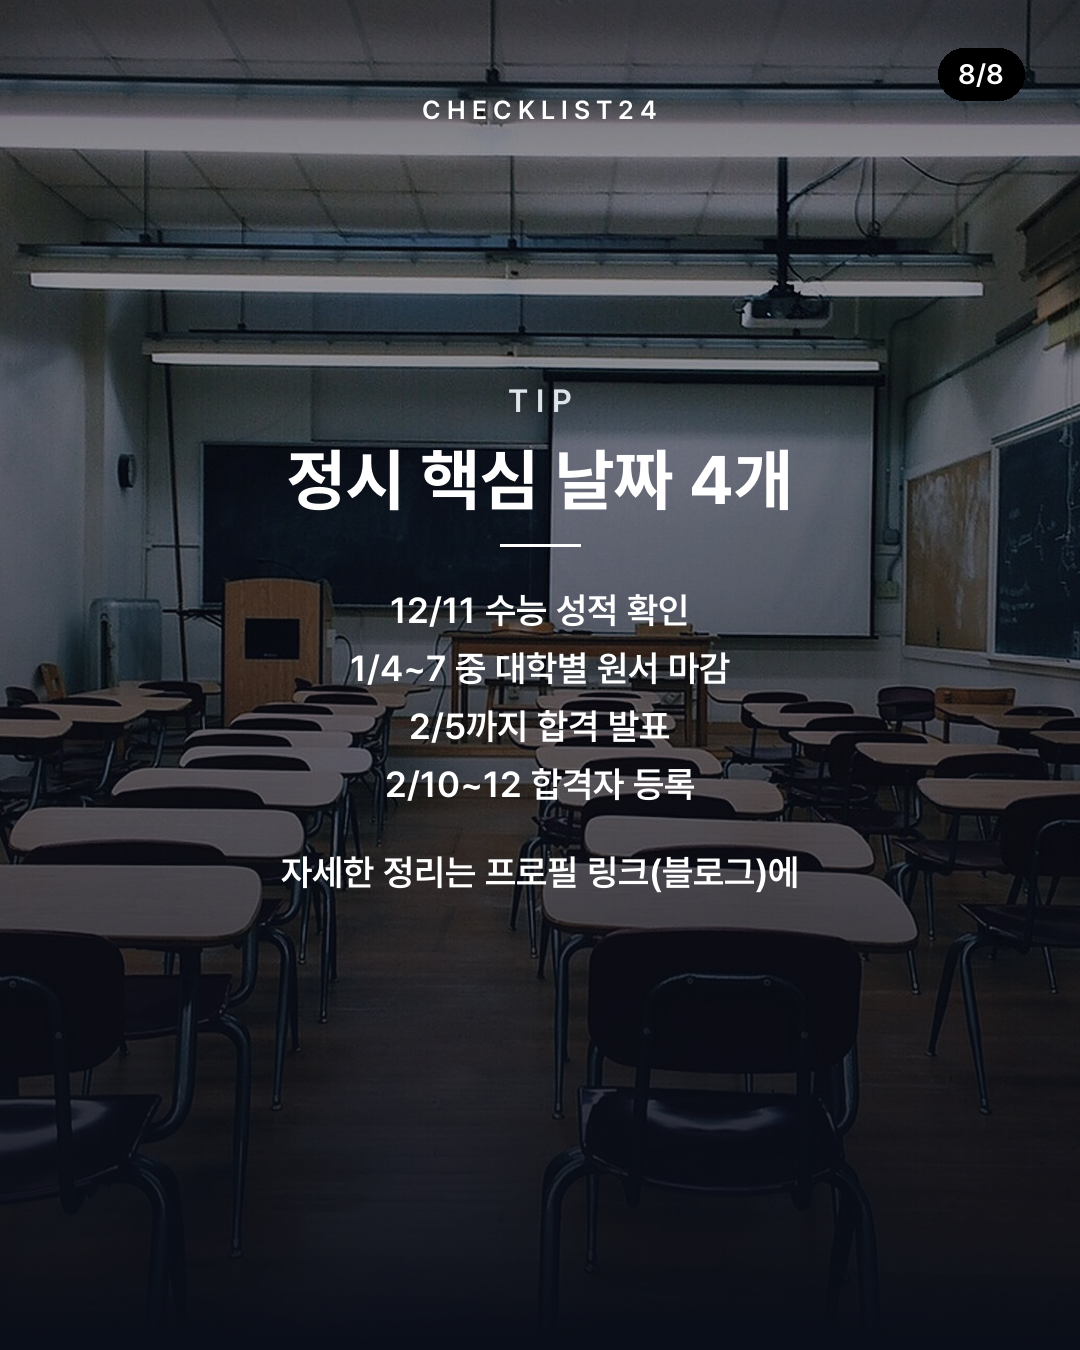 8/8
CHECKLIST24
TIP
정시 핵심 날짜 4개
12/11 수능 성적 확인
1/4~7 중 대학별 원서 마감
2/5까지 합격 발표
2/10~12 합격자 등록
자세한 정리는 프로필 링크(블로그)에